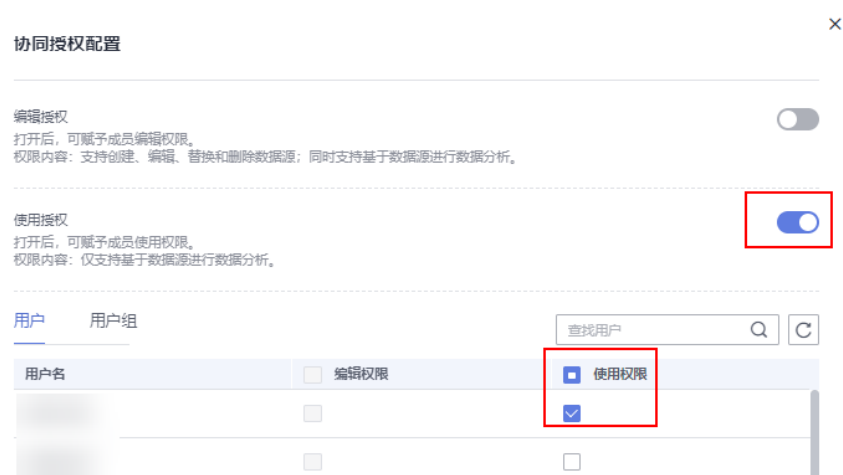 协同授权配置
编辑授权
打开后，可赋予成员编辑权限。
权限内容：支持创建、编辑、替换和删除数据源；同时支持基于数据源进行数据分析。
使用授权
打开后，可赋予成员使用权限。
权限内容：仅支持基于数据源进行数据分析。
用户 用户组 查找用户
用户名 编辑权限 使用权限